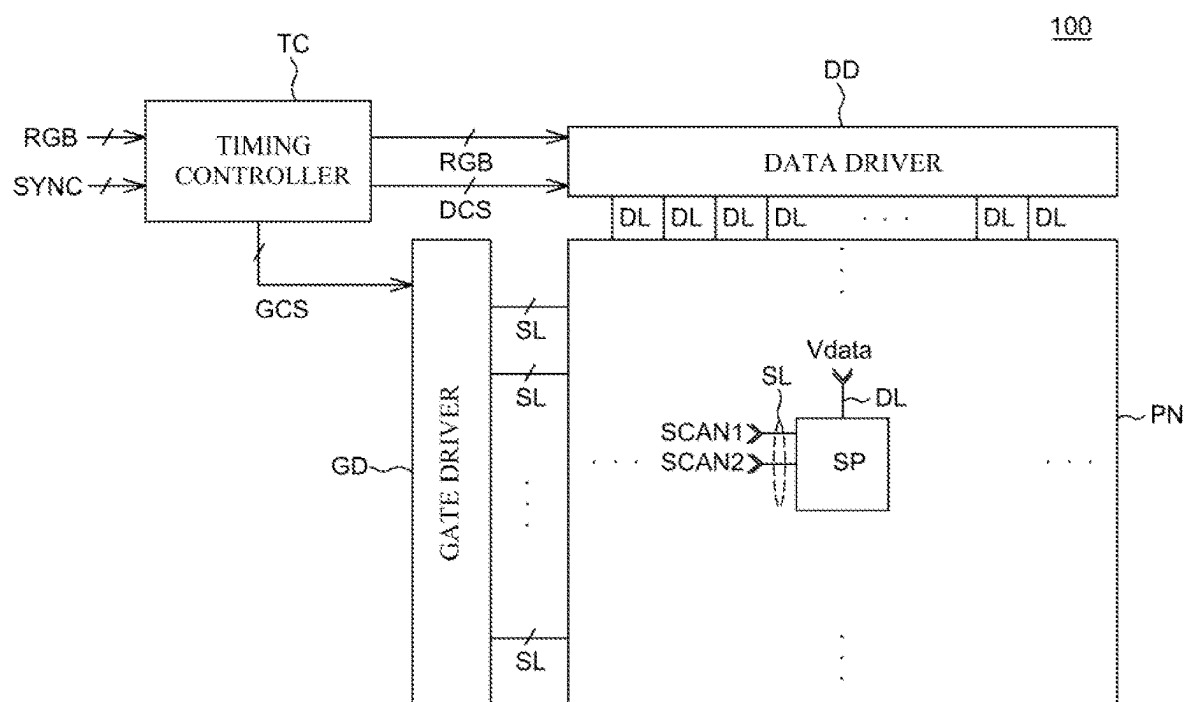 100
TC
DD
RGB
SYNC
TIMING
CONTROLLER
RGB
DCS
DATA DRIVER
DL DL DL DL . . . DL DL
GCS
SL
SL
GD
GATE DRIVER
SL
Vdata
SL
DL
SCAN1
SCAN2
SP
PN